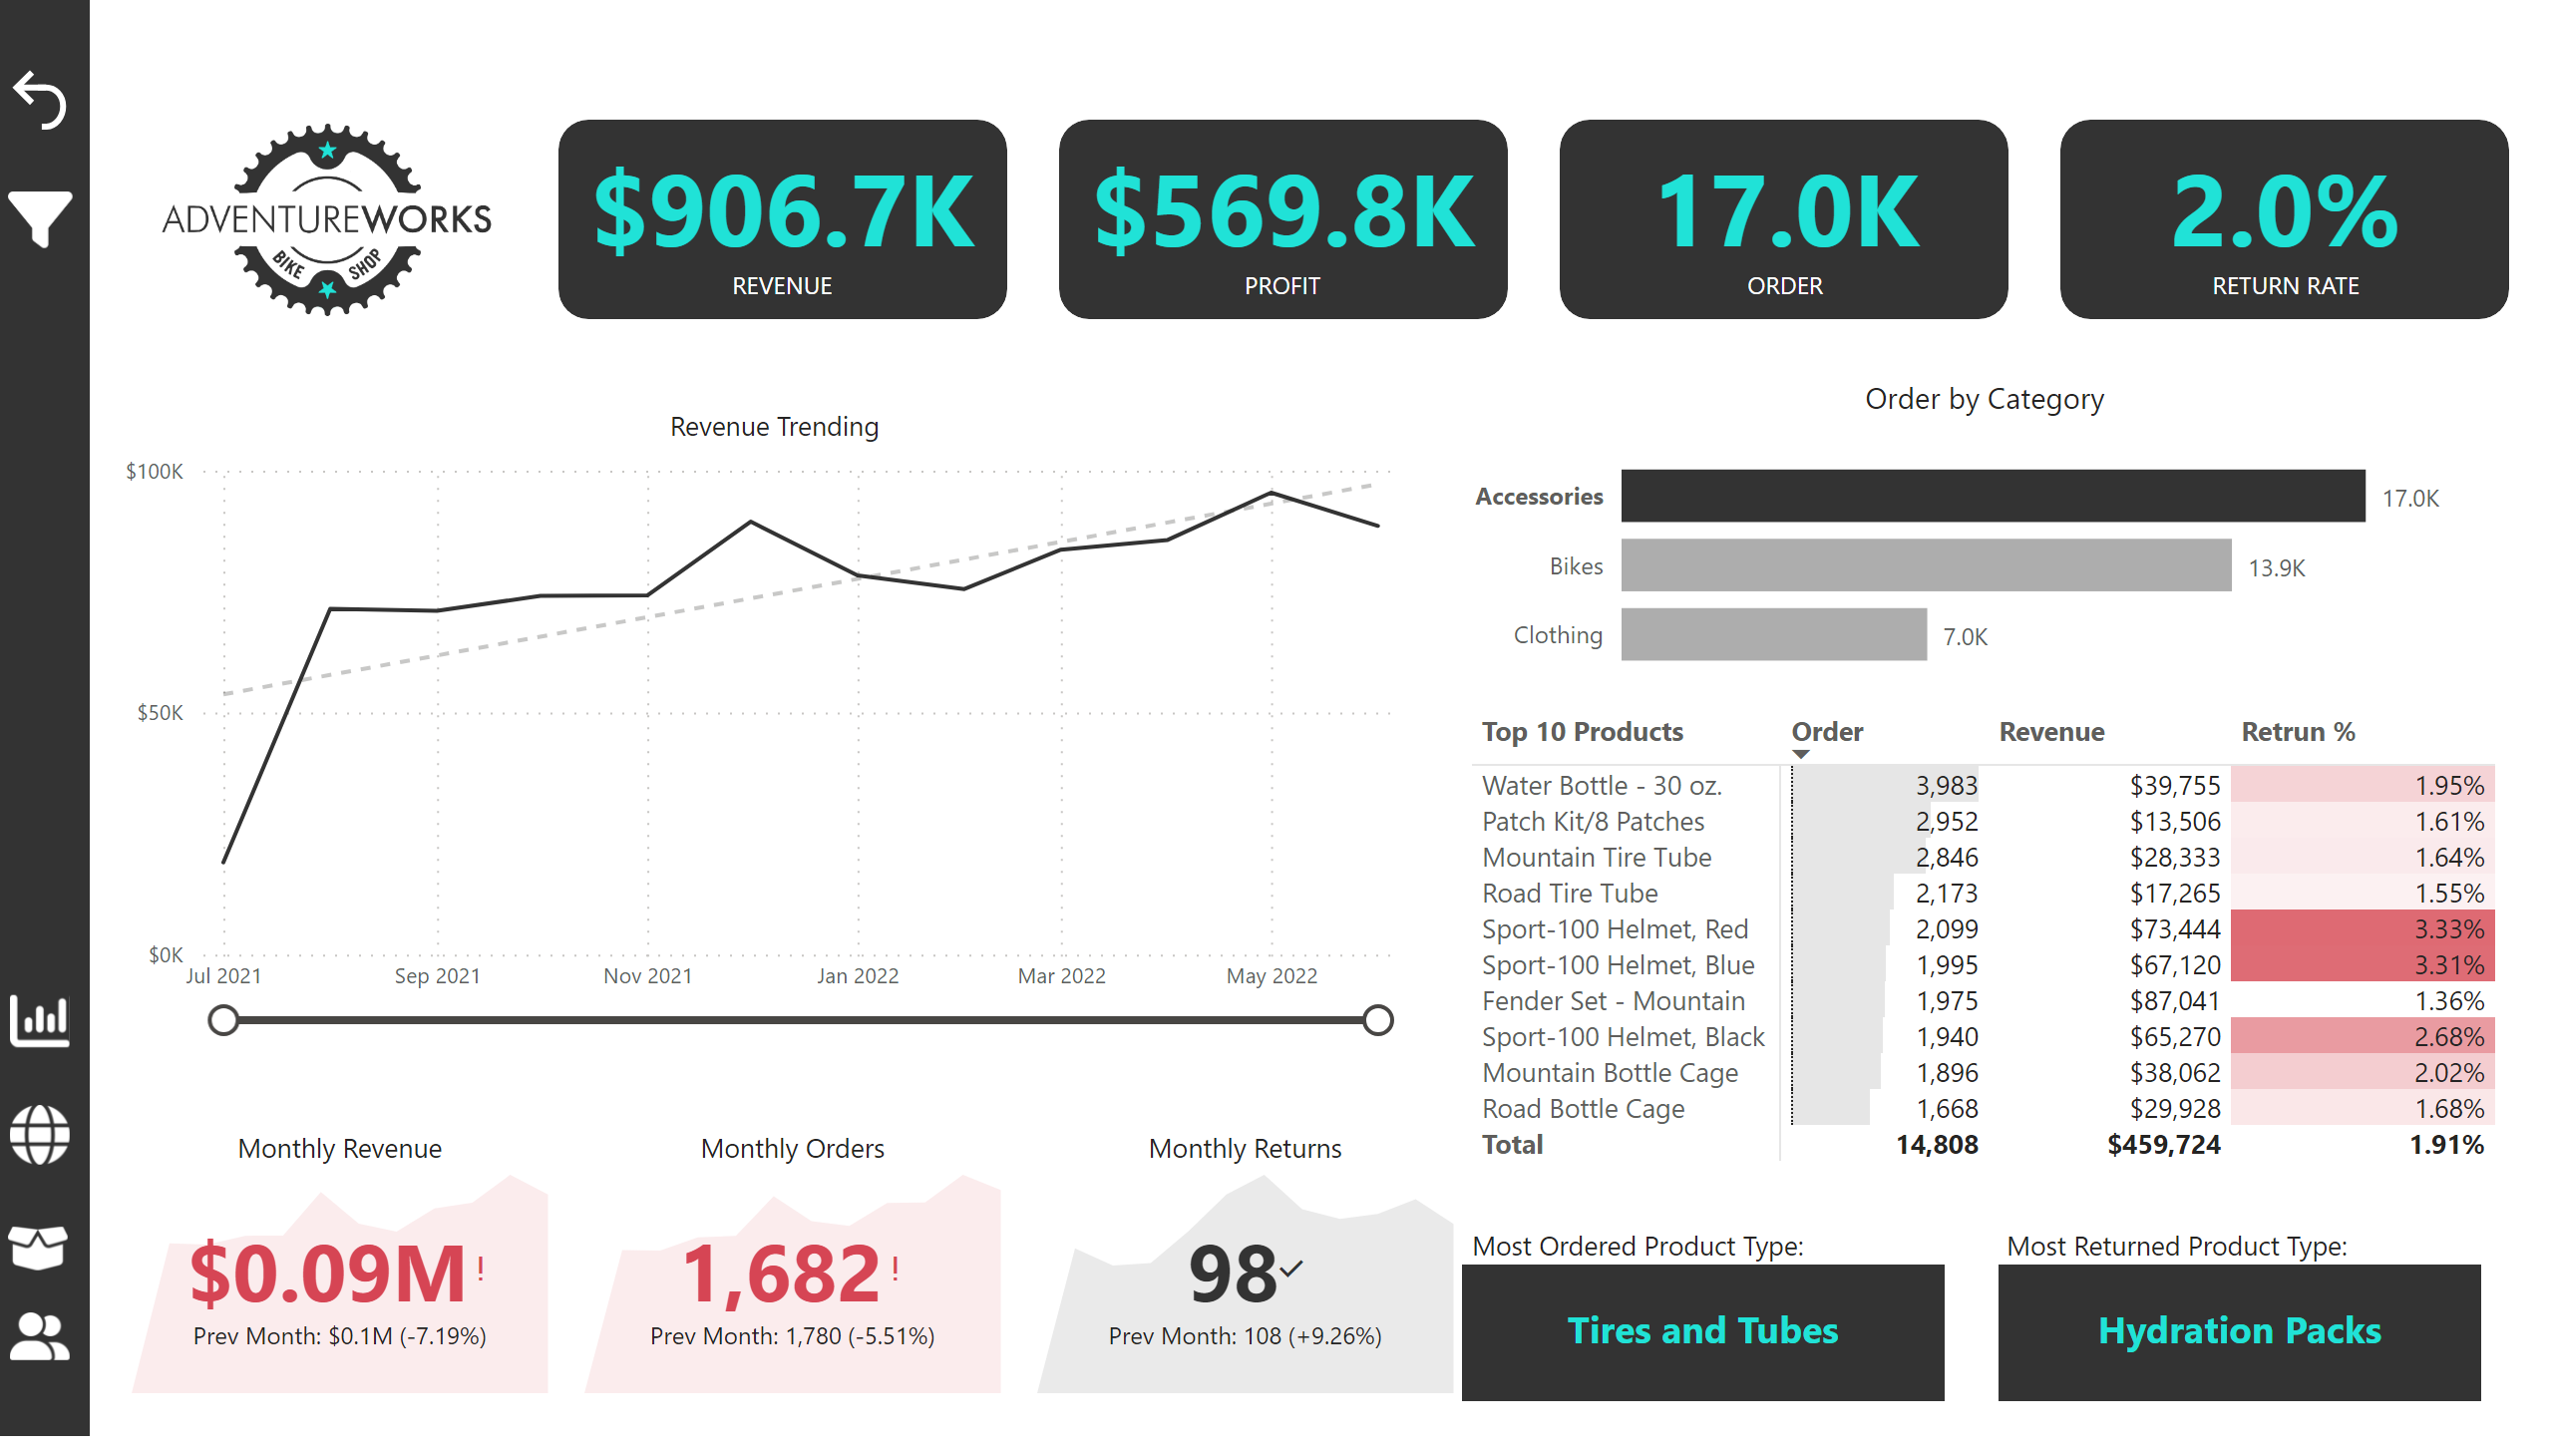 ADVENTUREWORKS
BIKE SHOP
$906.7K
REVENUE
$569.8K
PROFIT
17.0K
ORDER
2.0%
RETURN RATE
Revenue Trending
$100K
$50K
$0K
Jul 2021 Sep 2021 Nov 2021 Jan 2022 Mar 2022 May 2022
Order by Category
Accessories 17.0K
Bikes 13.9K
Clothing 7.0K
Top 10 Products Order Revenue Retrun %
Water Bottle - 30 oz. 3,983 $39,755 1.95%
Patch Kit/8 Patches 2,952 $13,506 1.61%
Mountain Tire Tube 2,846 $28,333 1.64%
Road Tire Tube 2,173 $17,265 1.55%
Sport-100 Helmet, Red 2,099 $73,444 3.33%
Sport-100 Helmet, Blue 1,995 $67,120 3.31%
Fender Set - Mountain 1,975 $87,041 1.36%
Sport-100 Helmet, Black 1,940 $65,270 2.68%
Mountain Bottle Cage 1,896 $38,062 2.02%
Road Bottle Cage 1,668 $29,928 1.68%
Total 14,808 $459,724 1.91%
Monthly Revenue
$0.09M !
Prev Month: $0.1M (-7.19%)
Monthly Orders
1,682 !
Prev Month: 1,780 (-5.51%)
Monthly Returns
98
Prev Month: 108 (+9.26%)
Most Ordered Product Type:
Tires and Tubes
Most Returned Product Type:
Hydration Packs